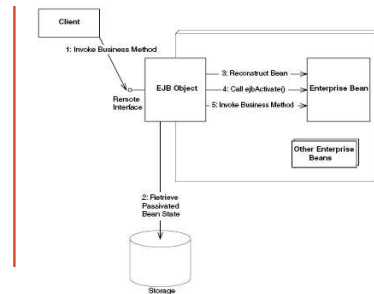 Client
1: Invoke Business Method
Remote
Interface
EJB Object
3: Reconstruct Bean
4: Call ejbActivate()
5: Invoke Business Method
Enterprise Bean
Other Enterprise
Beans
2: Retrieve
Passivated
Bean State
Storage